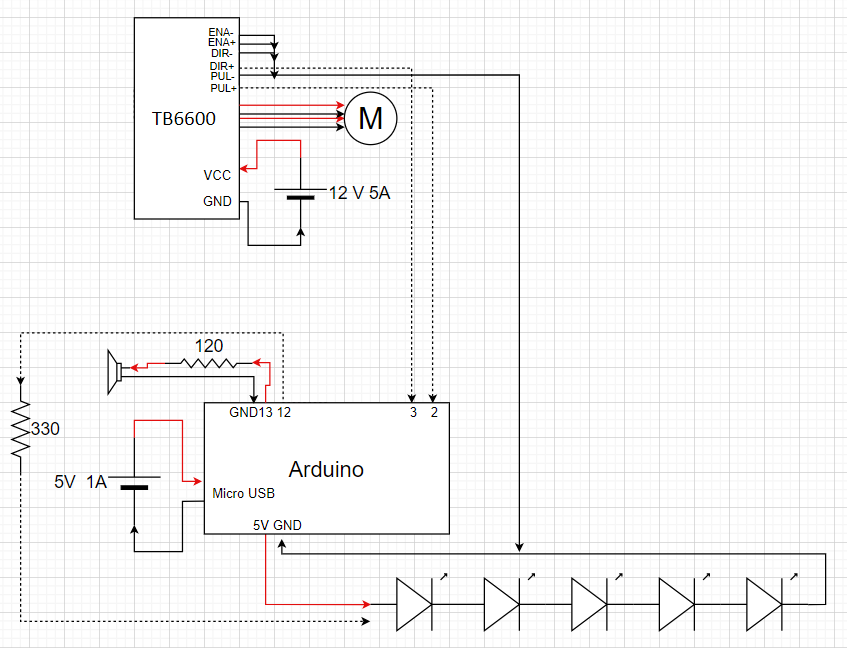 ENA-
ENA+
DIR-
DIR+
PUL-
PUL+
TB6600
M
VCC
12 V 5A
GND
120
330
GND13 12
3 2
Arduino
5V 1A
Micro USB
5V GND